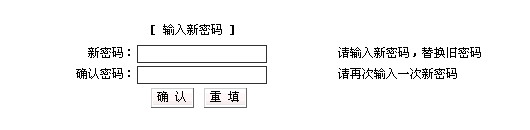 [ 输入新密码 ]
新密码： 请输入新密码，替换旧密码
确认密码： 请再次输入一次新密码
确 认 重 填